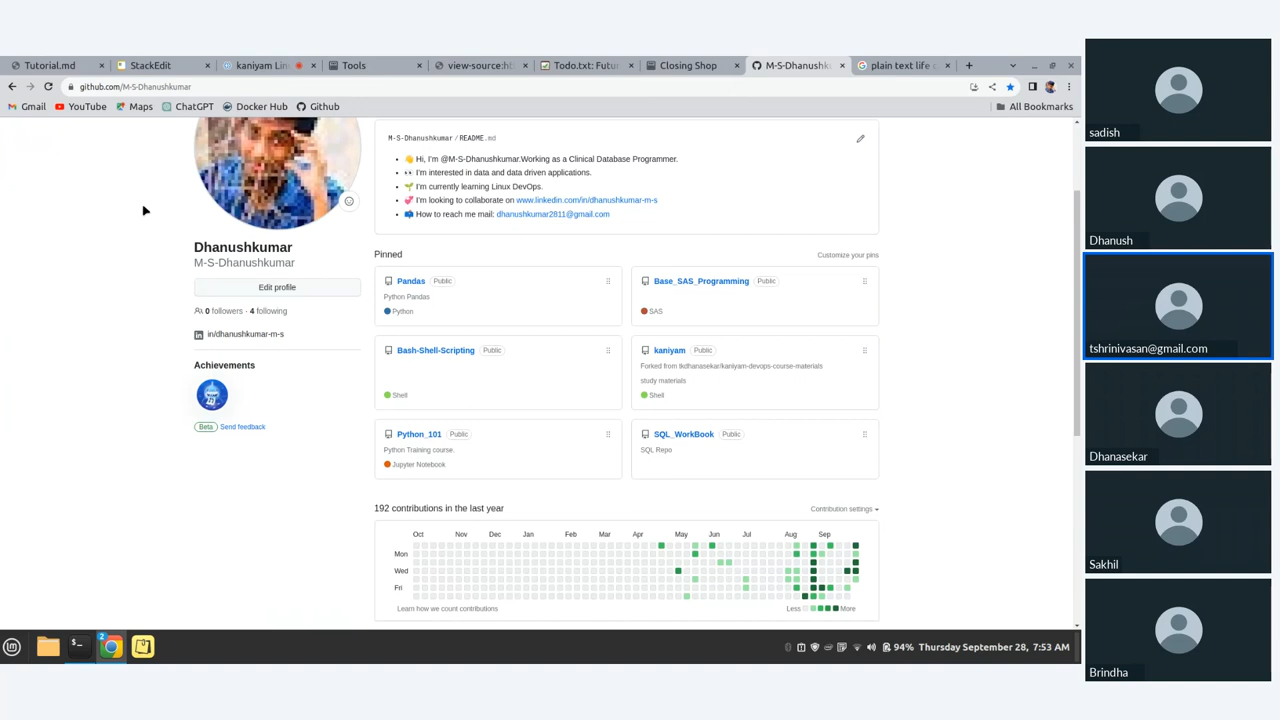 Tutorial.md
StackEdit
kaniyam Lin
Tools
view-source:ht
Todo.txt: Futu
Closing Shop
M-S-Dhanushk
plain text life
github.com/M-S-Dhanushkumar
Gmail YouTube Maps ChatGPT Docker Hub Github All Bookmarks
M-S-Dhanushkumar / README.md
👋 Hi, I'm @M-S-Dhanushkumar.Working as a Clinical Database Programmer.
👀 I'm interested in data and data driven applications.
🌱 I'm currently learning Linux DevOps.
💞️ I'm looking to collaborate on www.linkedin.com/in/dhanushkumar-m-s
📫 How to reach me mail: dhanushkumar2811@gmail.com
Dhanushkumar
M-S-Dhanushkumar
Edit profile
0 followers · 4 following
in/dhanushkumar-m-s
Achievements
Beta Send feedback
Pinned
Customize your pins
Pandas Public
Python Pandas
Python
Base_SAS_Programming Public
SAS
Bash-Shell-Scripting Public
Shell
kaniyam Public
Forked from tkdhanasekar/kaniyam-devops-course-materials
study materials
Shell
Python_101 Public
Python Training course.
Jupyter Notebook
SQL_WorkBook Public
SQL Repo
192 contributions in the last year
Contribution settings
Oct Nov Dec Jan Feb Mar Apr May Jun Jul Aug Sep
Mon
Wed
Fri
Learn how we count contributions
Less More
2
94% Thursday September 28, 7:53 AM
sadish
Dhanush
tshrinivasan@gmail.com
Dhanasekar
Sakhil
Brindha